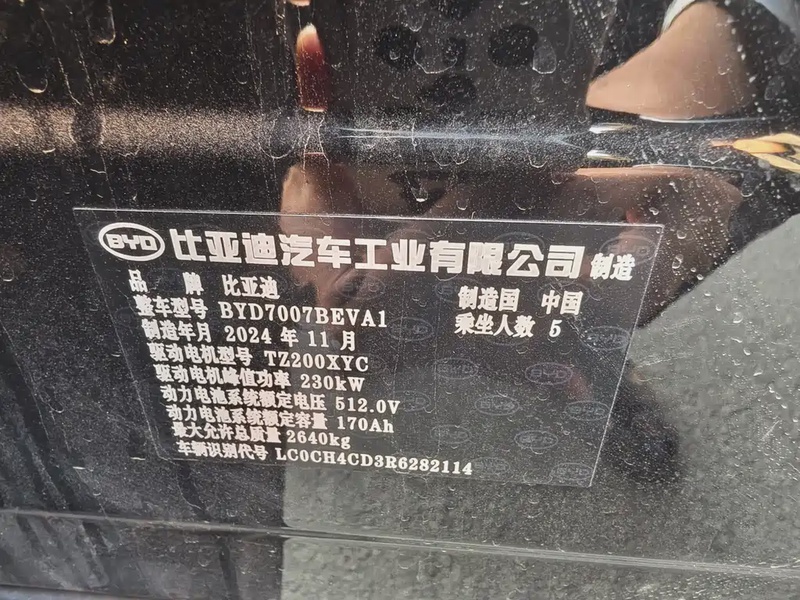 BYD 比亚迪汽车工业有限公司 制造
品 牌 比亚迪 制造国 中国
整车型号 BYD7007BEVA1 乘坐人数 5
制造年月 2024 年 11 月
驱动电机型号 TZ200XYC
驱动电机峰值功率 230kW
动力电池系统额定电压 512.0V
动力电池系统额定容量 170Ah
最大允许总质量 2640kg
车辆识别代号 LC0CH4CD3R6282114